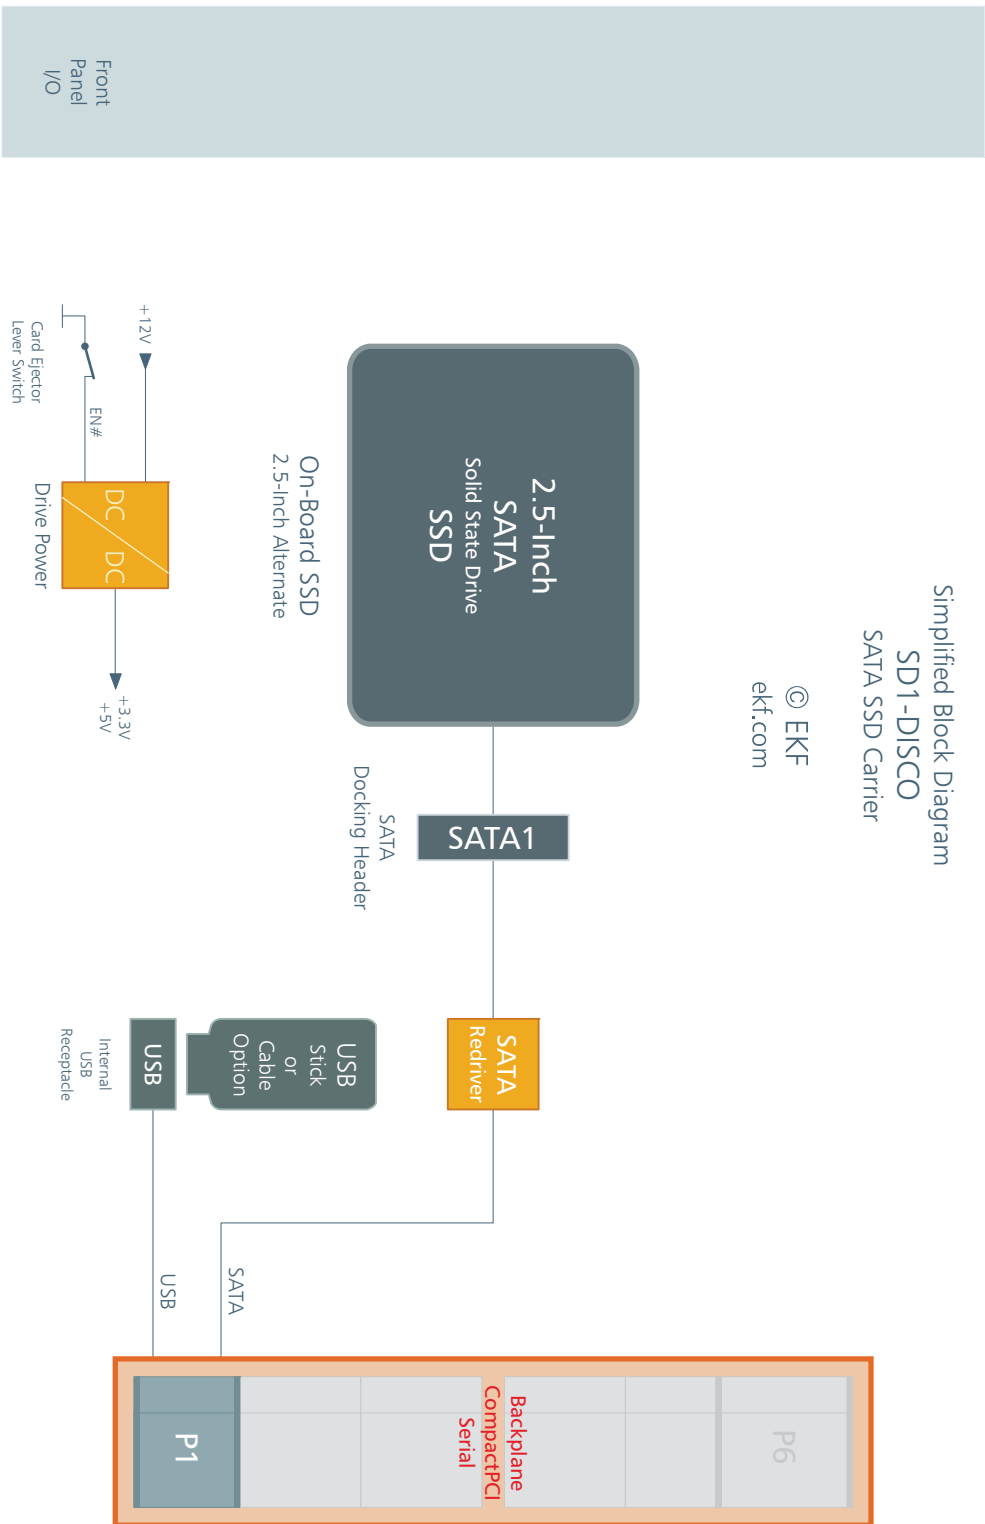 Simplified Block Diagram
SD1-DISCO
SATA SSD Carrier
© EKF
ekf.com
Front
Panel
I/O
2.5-Inch
SATA
Solid State Drive
SSD
On-Board SSD
2.5-Inch Alternate
SATA1
SATA
Docking Header
SATA
Redriver
USB
Stick
or
Cable
Option
USB
Internal
USB
Receptacle
SATA
USB
+12V
EN#
Card Ejector
Lever Switch
DC DC
Drive Power
+3.3V
+5V
P6
Backplane
CompactPCI
Serial
P1